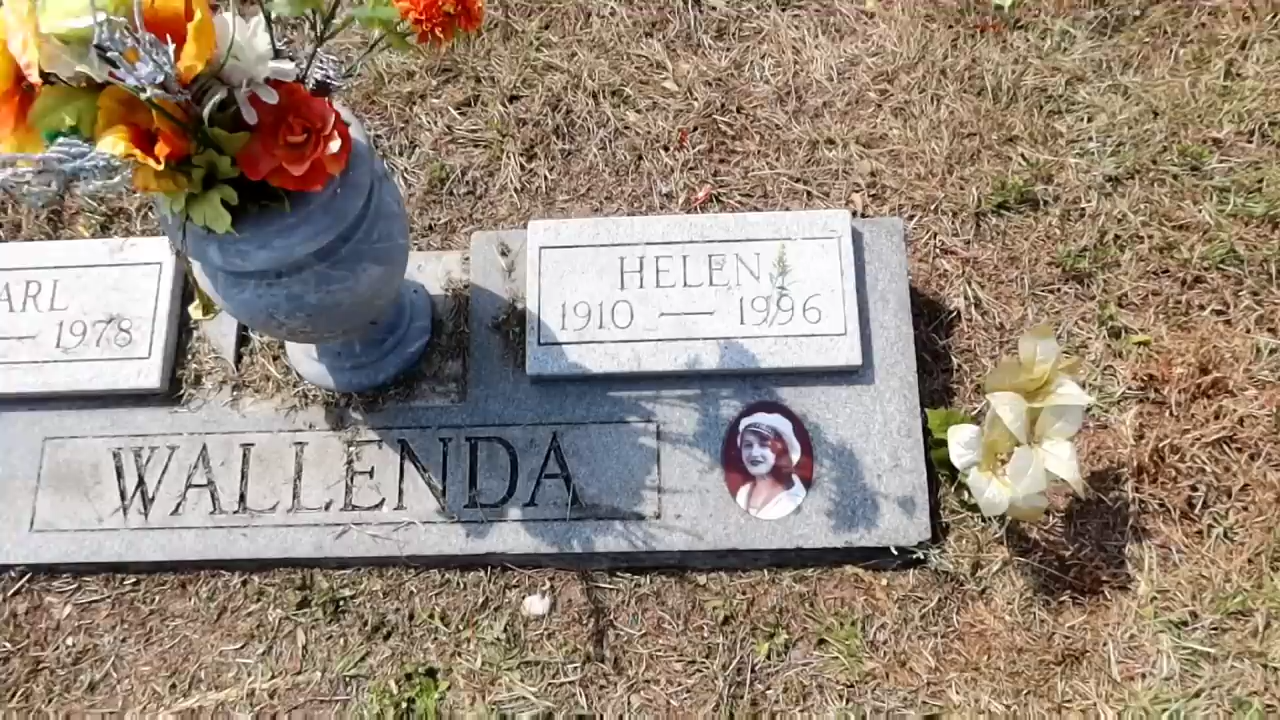 ARL
— 1978
HELEN
1910 — 1996
WALLENDA